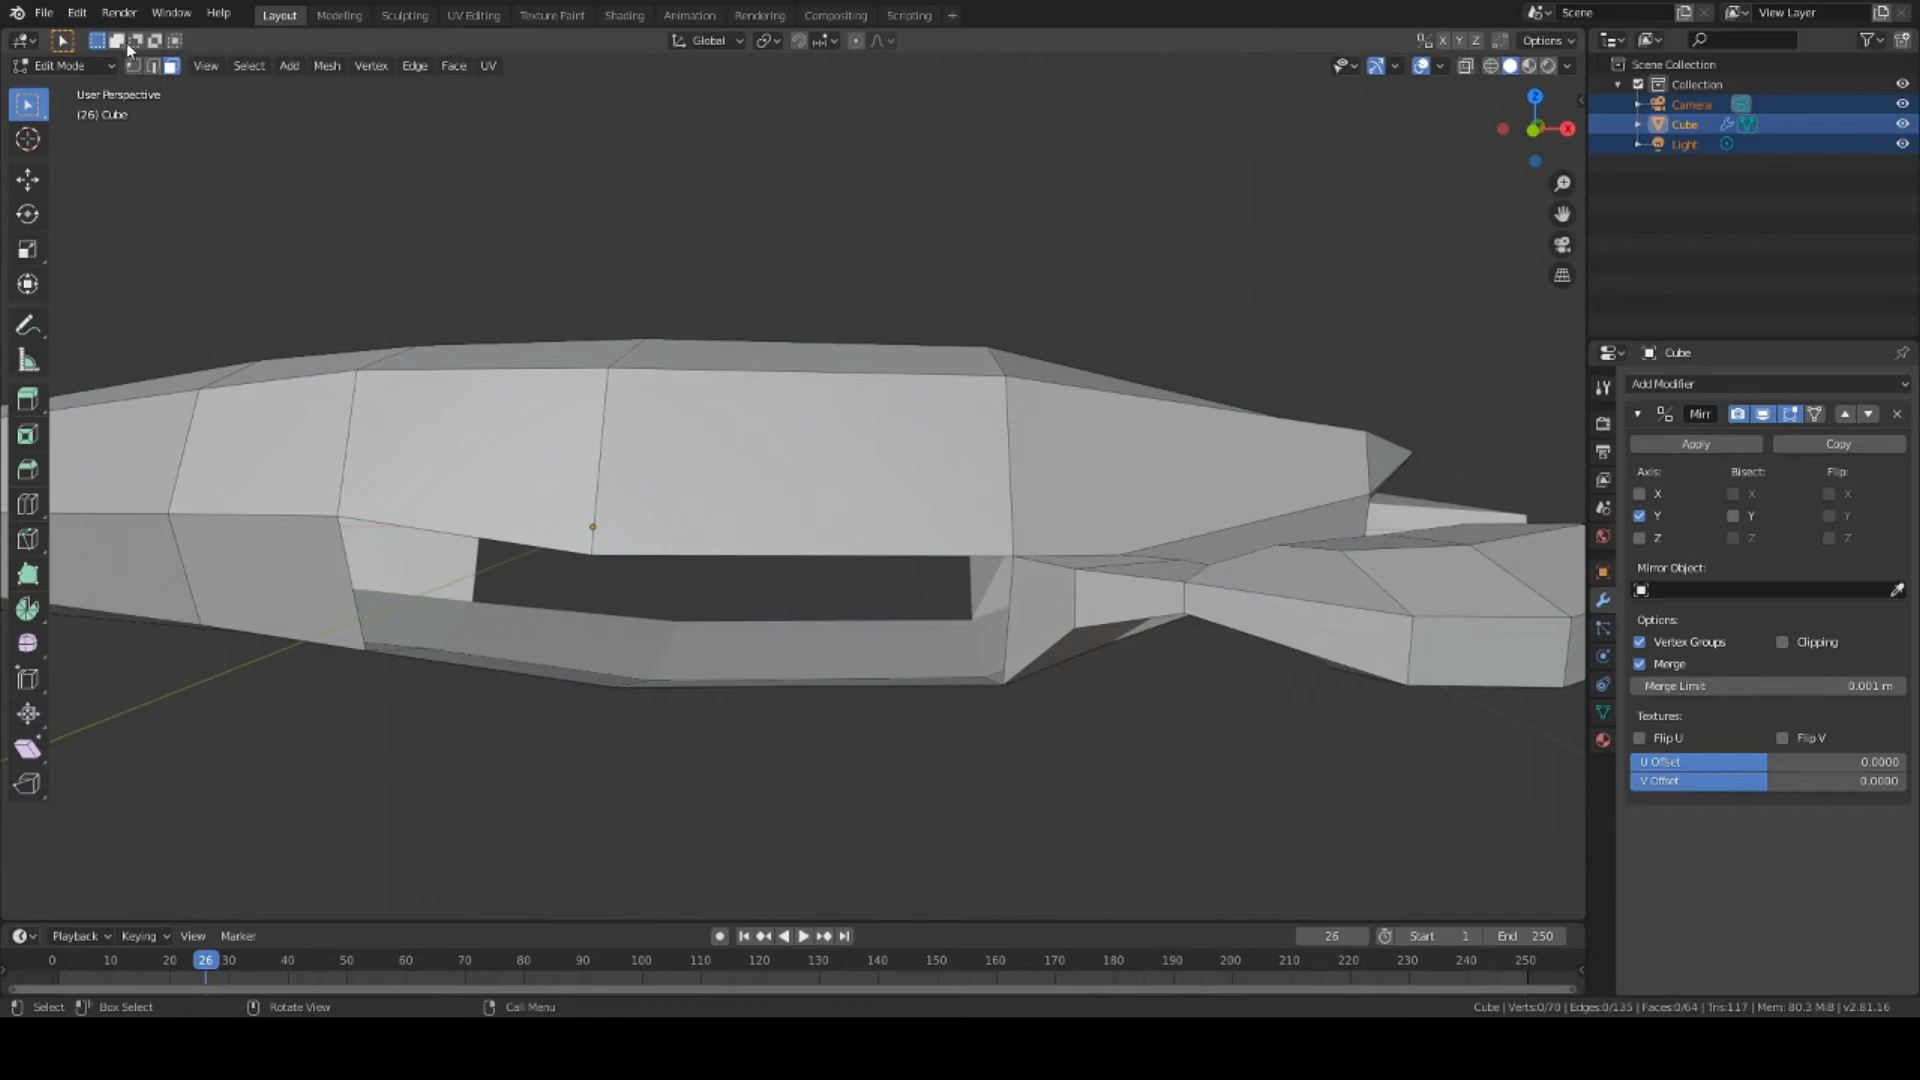 File Edit Render Window Help Layout Modeling Sculpting UV Editing Texture Paint Shading Animation Rendering Compositing Scripting + Scene View Layer
Global X Y Z Options
Edit Mode View Select Add Mesh Vertex Edge Face UV
Scene Collection
Collection
Camera
Cube
Light
User Perspective
(26) Cube
Z
X
Cube
Add Modifier
Mirr
Apply Copy
Axis: Bisect: Flip:
X X X
Y Y Y
Z Z Z
Mirror Object:
Options:
Vertex Groups Clipping
Merge
Merge Limit 0.001 m
Textures:
Flip U Flip V
U Offset 0.0000
V Offset 0.0000
Playback Keying View Marker 26 Start 1 End 250
0 10 20 26 30 40 50 60 70 80 90 100 110 120 130 140 150 160 170 180 190 200 210 220 230 240 250
Select Box Select Rotate View Call Menu Cube | Verts:0/70 | Edges:0/135 | Faces:0/64 | Tris:117 | Mem: 80.3 MiB | v2.81.16